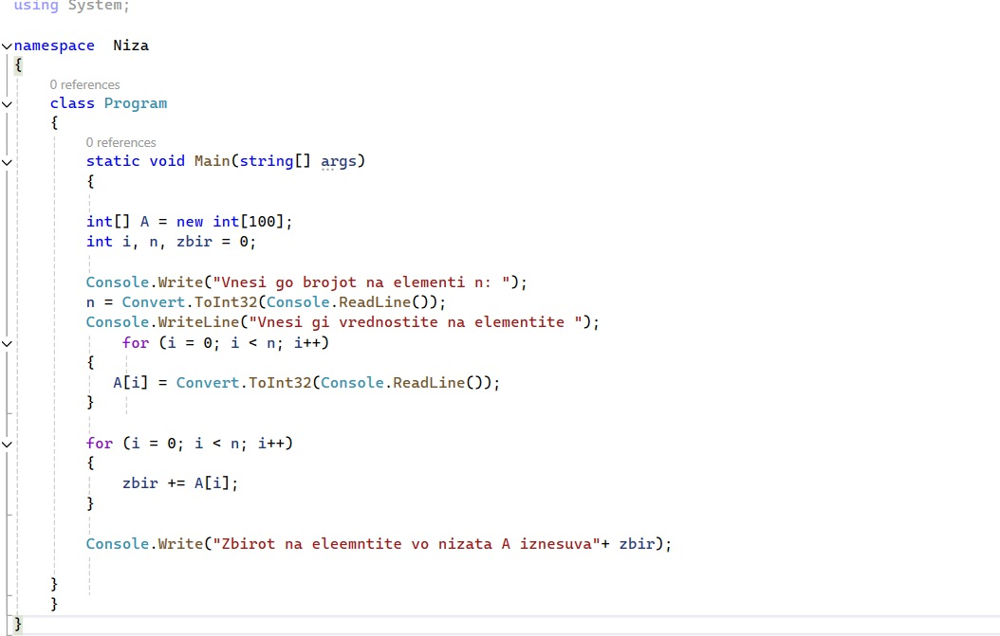 using System;
namespace  Niza
{
0 references
class Program
{
0 references
static void Main(string[] args)
{
int[] A = new int[100];
int i, n, zbir = 0;
Console.Write("Vnesi go brojot na elementi n: ");
n = Convert.ToInt32(Console.ReadLine());
Console.WriteLine("Vnesi gi vrednostite na elementite ");
for (i = 0; i < n; i++)
{
A[i] = Convert.ToInt32(Console.ReadLine());
}
for (i = 0; i < n; i++)
{
zbir += A[i];
}
Console.Write("Zbirot na eleemntite vo nizata A iznesuva"+ zbir);
}
}
}